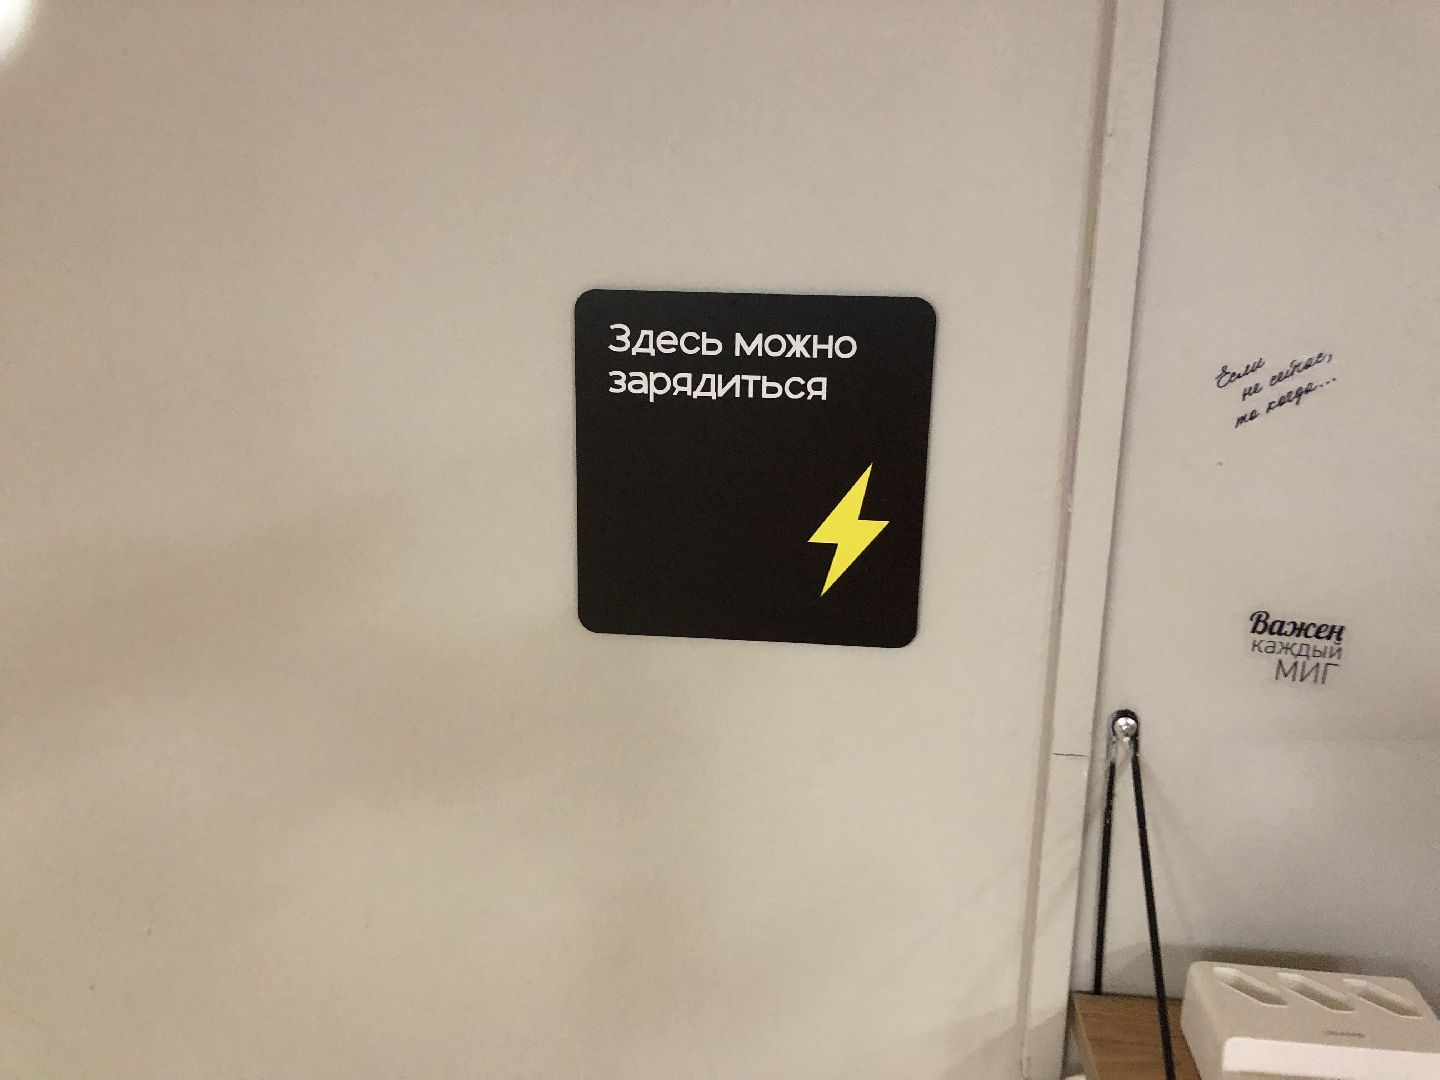 Здесь можно
зарядиться
Если
не сейчас,
то когда...
Важен
каждый
МИГ